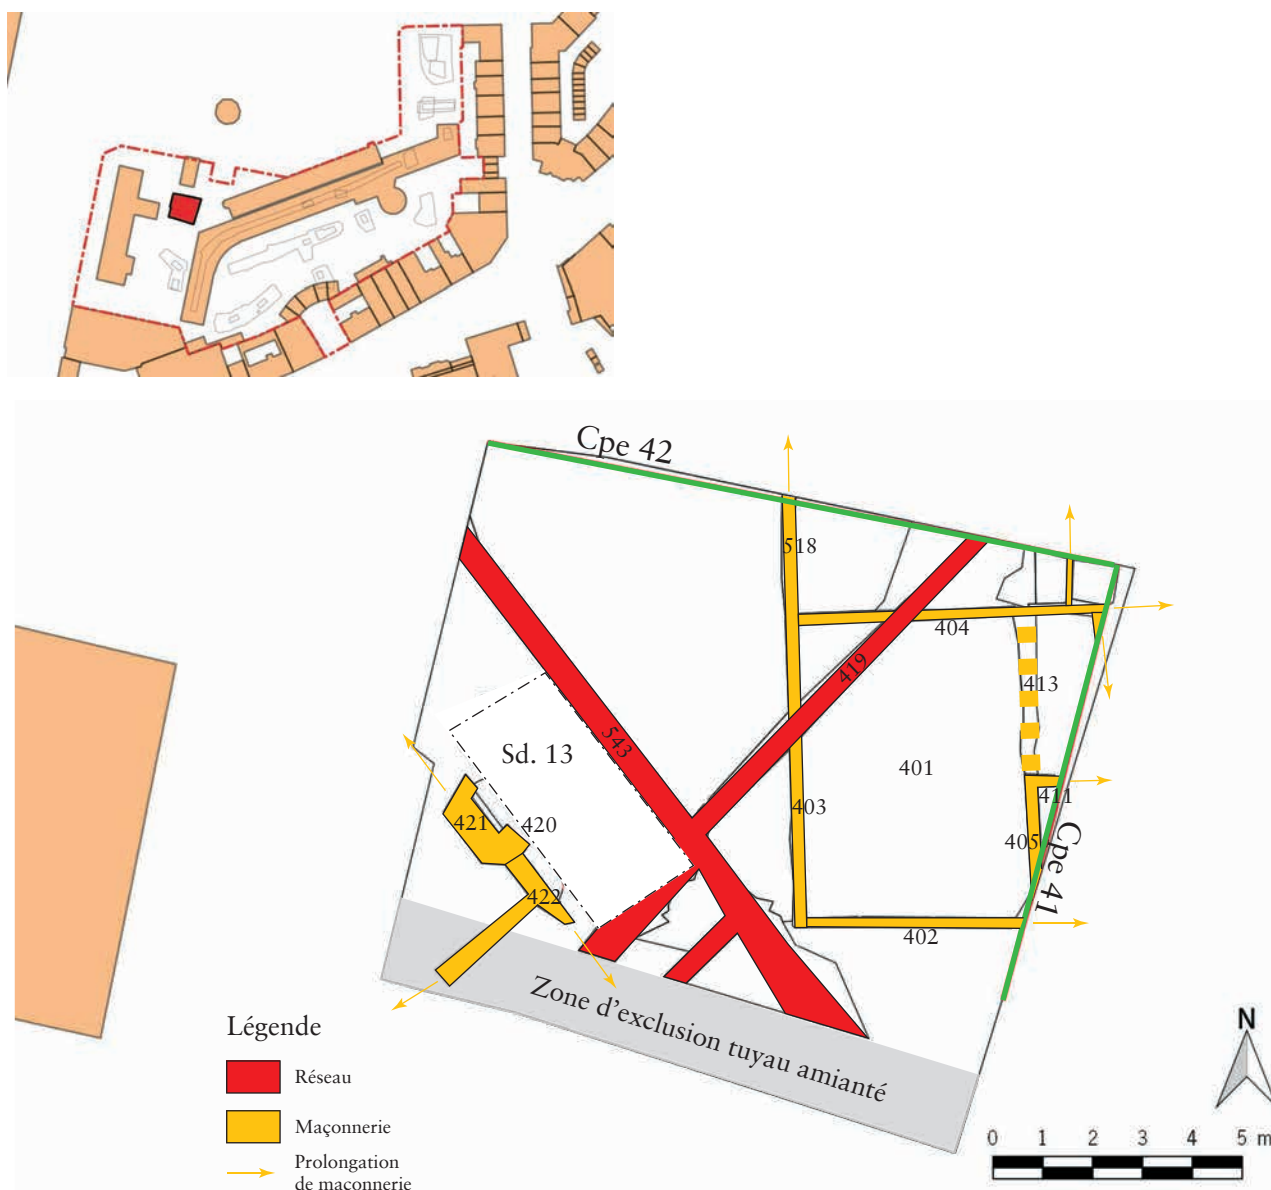 Cpe 42
518
404
419
413
543
Sd. 13
401
411
403
421
420
405
Cpe 41
422
402
Zone d'exclusion tuyau amianté
Légende
Réseau
Maçonnerie
Prolongation
de maçonnerie
N
0 1 2 3 4 5 m